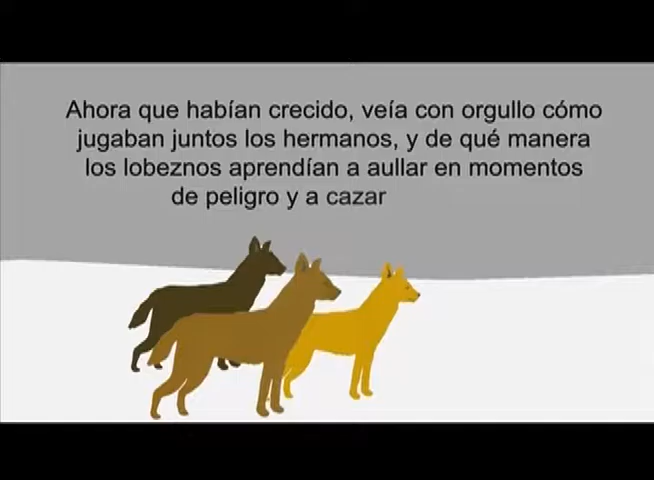 Ahora que habían crecido, veía con orgullo cómo
jugaban juntos los hermanos, y de qué manera
los lobeznos aprendían a aullar en momentos
de peligro y a cazar